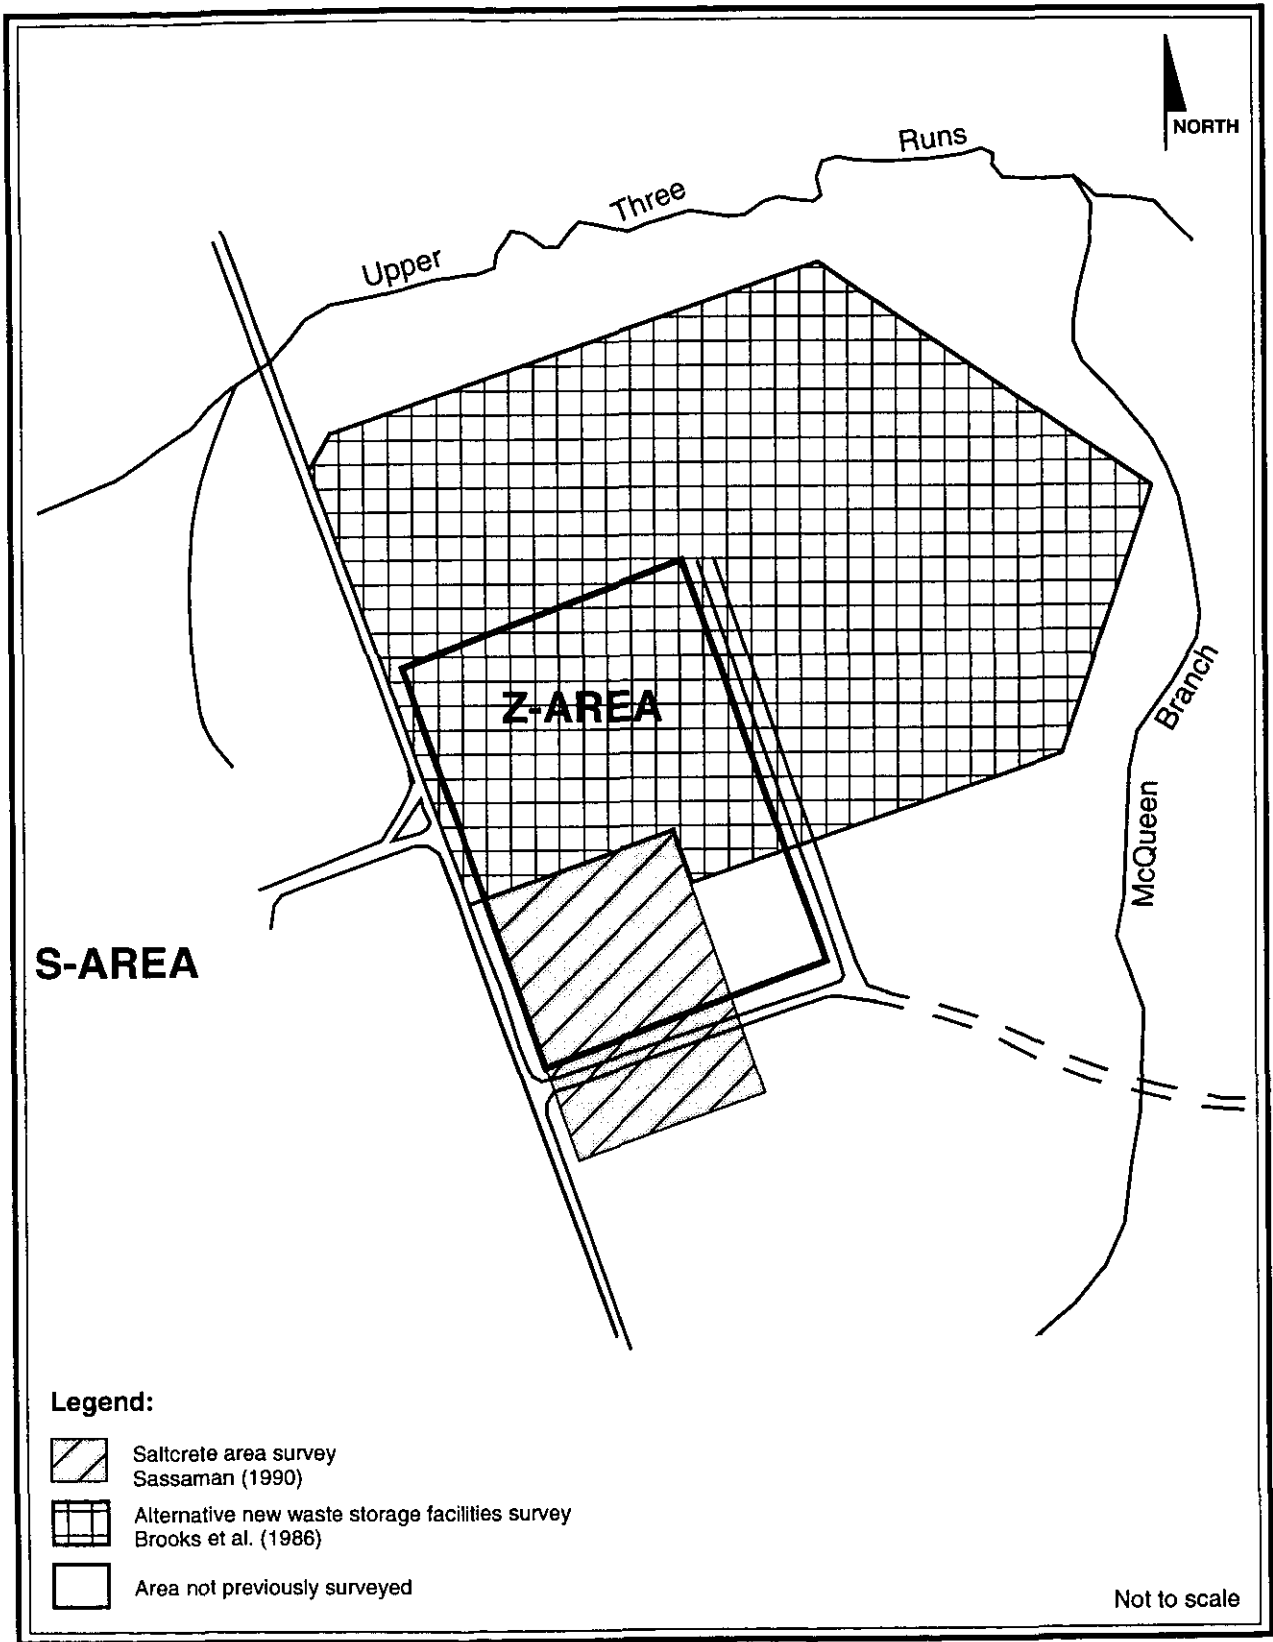 NORTH
Runs
Three
Upper
Z-AREA
Branch
McQueen
S-AREA
Legend:
Saltcrete area survey
Sassaman (1990)
Alternative new waste storage facilities survey
Brooks et al. (1986)
Area not previously surveyed
Not to scale